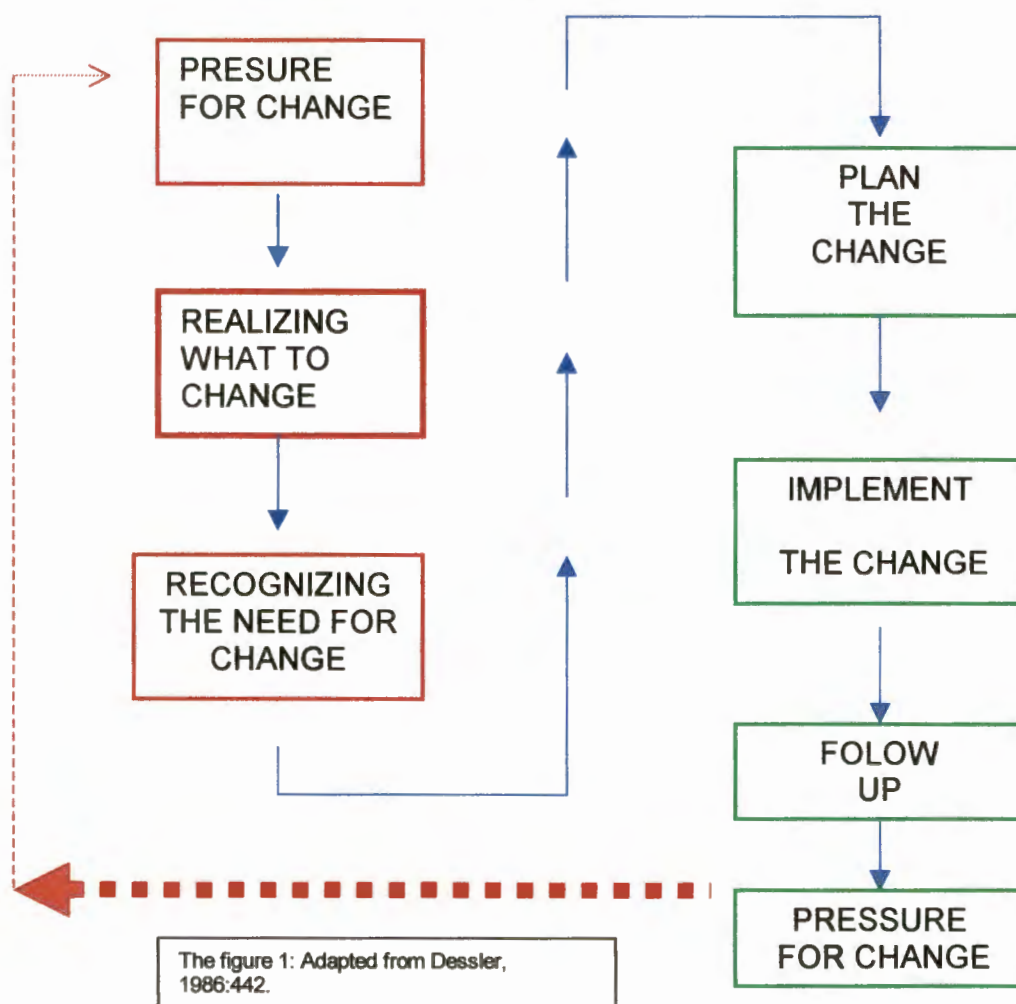 PRESURE
FOR CHANGE
REALIZING
WHAT TO
CHANGE
RECOGNIZING
THE NEED FOR
CHANGE
PLAN
THE
CHANGE
IMPLEMENT
THE CHANGE
FOLOW
UP
PRESSURE
FOR CHANGE
The figure 1: Adapted from Dessler,
1986:442.